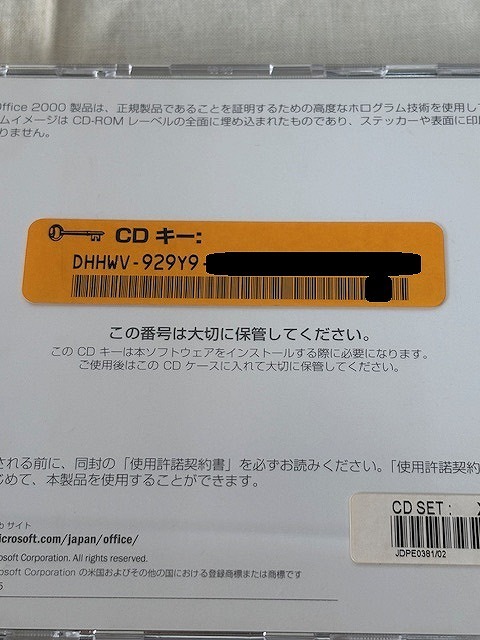 Office 2000 製品は、正規製品であることを証明するための高度なホログラム技術を使用して
ムイメージは CD-ROM レーベルの全面に埋め込まれたものであり、ステッカーや表面に印
りません。
CD キー:
DHHWV-929Y9-
この番号は大切に保管してください。
この CD キーは本ソフトウェアをインストールする際に必要になります。
ご使用後はこの CD ケースに入れて大切に保管してください。
される前に、同封の「使用許諾契約書」を必ずお読みください。「使用許諾契約
じめて、本製品を使用することができます。
サイト
icrosoft.com/japan/office/
osoft Corporation. All rights reserved.
osoft Corporation の米国およびその他の国における登録商標または商標です
CD SET :
JDPE0381/02